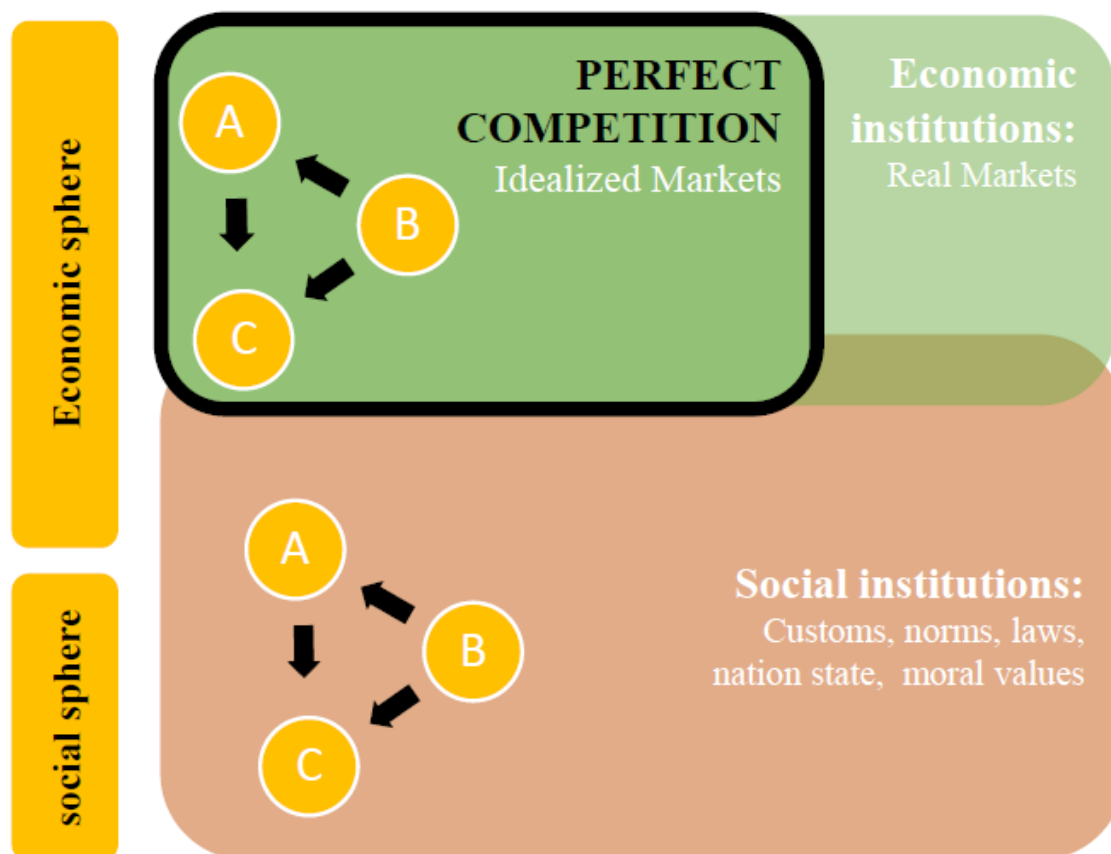 Economic sphere
social sphere
PERFECT
COMPETITION
Idealized Markets
Economic
institutions:
Real Markets
A
B
C
A
B
C
Social institutions:
Customs, norms, laws,
nation state, moral values